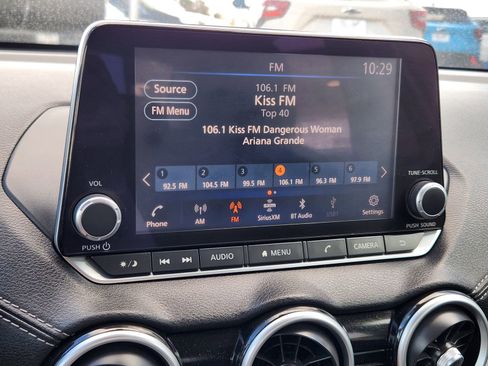 FM
10:29
Source
FM Menu
106.1 FM
Kiss FM
Top 40
106.1 Kiss FM Dangerous Woman
Ariana Grande
1 2 3 4 5 6
92.5 FM 104.5 FM 99.5 FM 106.1 FM 96.3 FM 97.9 FM
Phone AM FM SiriusXM BT Audio USB1 Settings
VOL
PUSH
TUNE·SCROLL
PUSH SOUND
AUDIO
MENU
CAMERA